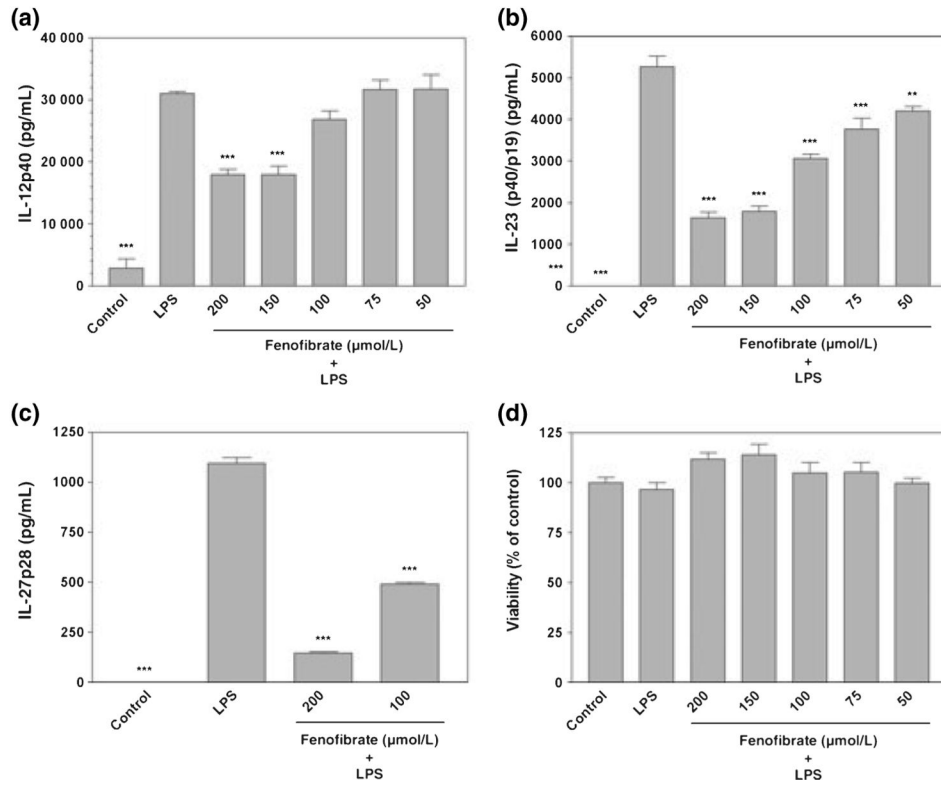 (a)
IL-12p40 (pg/mL)
40 000
30 000
20 000
10 000
0
***
***
***
Control
LPS
200
150
100
75
50
Fenofibrate (µmol/L)
+
LPS
(b)
IL-23 (p40/p19) (pg/mL)
6000
5000
4000
3000
2000
1000
0
***
***
***
***
***
***
**
Control
LPS
200
150
100
75
50
Fenofibrate (µmol/L)
+
LPS
(c)
IL-27p28 (pg/mL)
1250
1000
750
500
250
0
***
***
***
Control
LPS
200
100
Fenofibrate (µmol/L)
+
LPS
(d)
Viability (% of control)
125
100
75
50
25
0
Control
LPS
200
150
100
75
50
Fenofibrate (µmol/L)
+
LPS